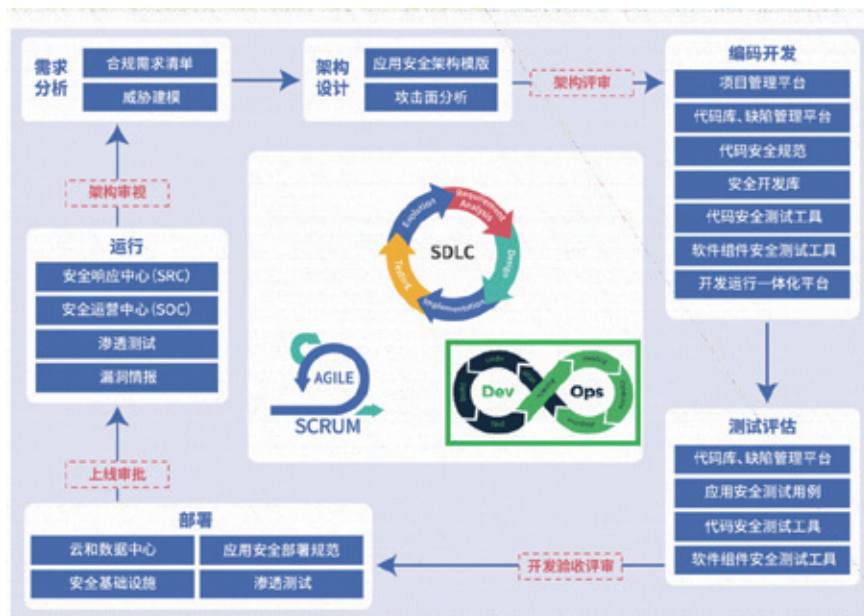 需求
分析
合规需求清单
威胁建模
架构
设计
应用安全架构模版
攻击面分析
架构评审
编码开发
项目管理平台
代码库、缺陷管理平台
代码安全规范
安全开发库
代码安全测试工具
软件组件安全测试工具
开发运行一体化平台
架构审视
运行
安全响应中心(SRC)
安全运营中心(SOC)
渗透测试
漏洞情报
Evolution
Requirement
Analysis
Design
Implementation
Testing
SDLC
AGILE
SCRUM
Dev
Ops
测试评估
代码库、缺陷管理平台
应用安全测试用例
代码安全测试工具
软件组件安全测试工具
上线审批
部署
云和数据中心
应用安全部署规范
安全基础设施
渗透测试
开发验收评审